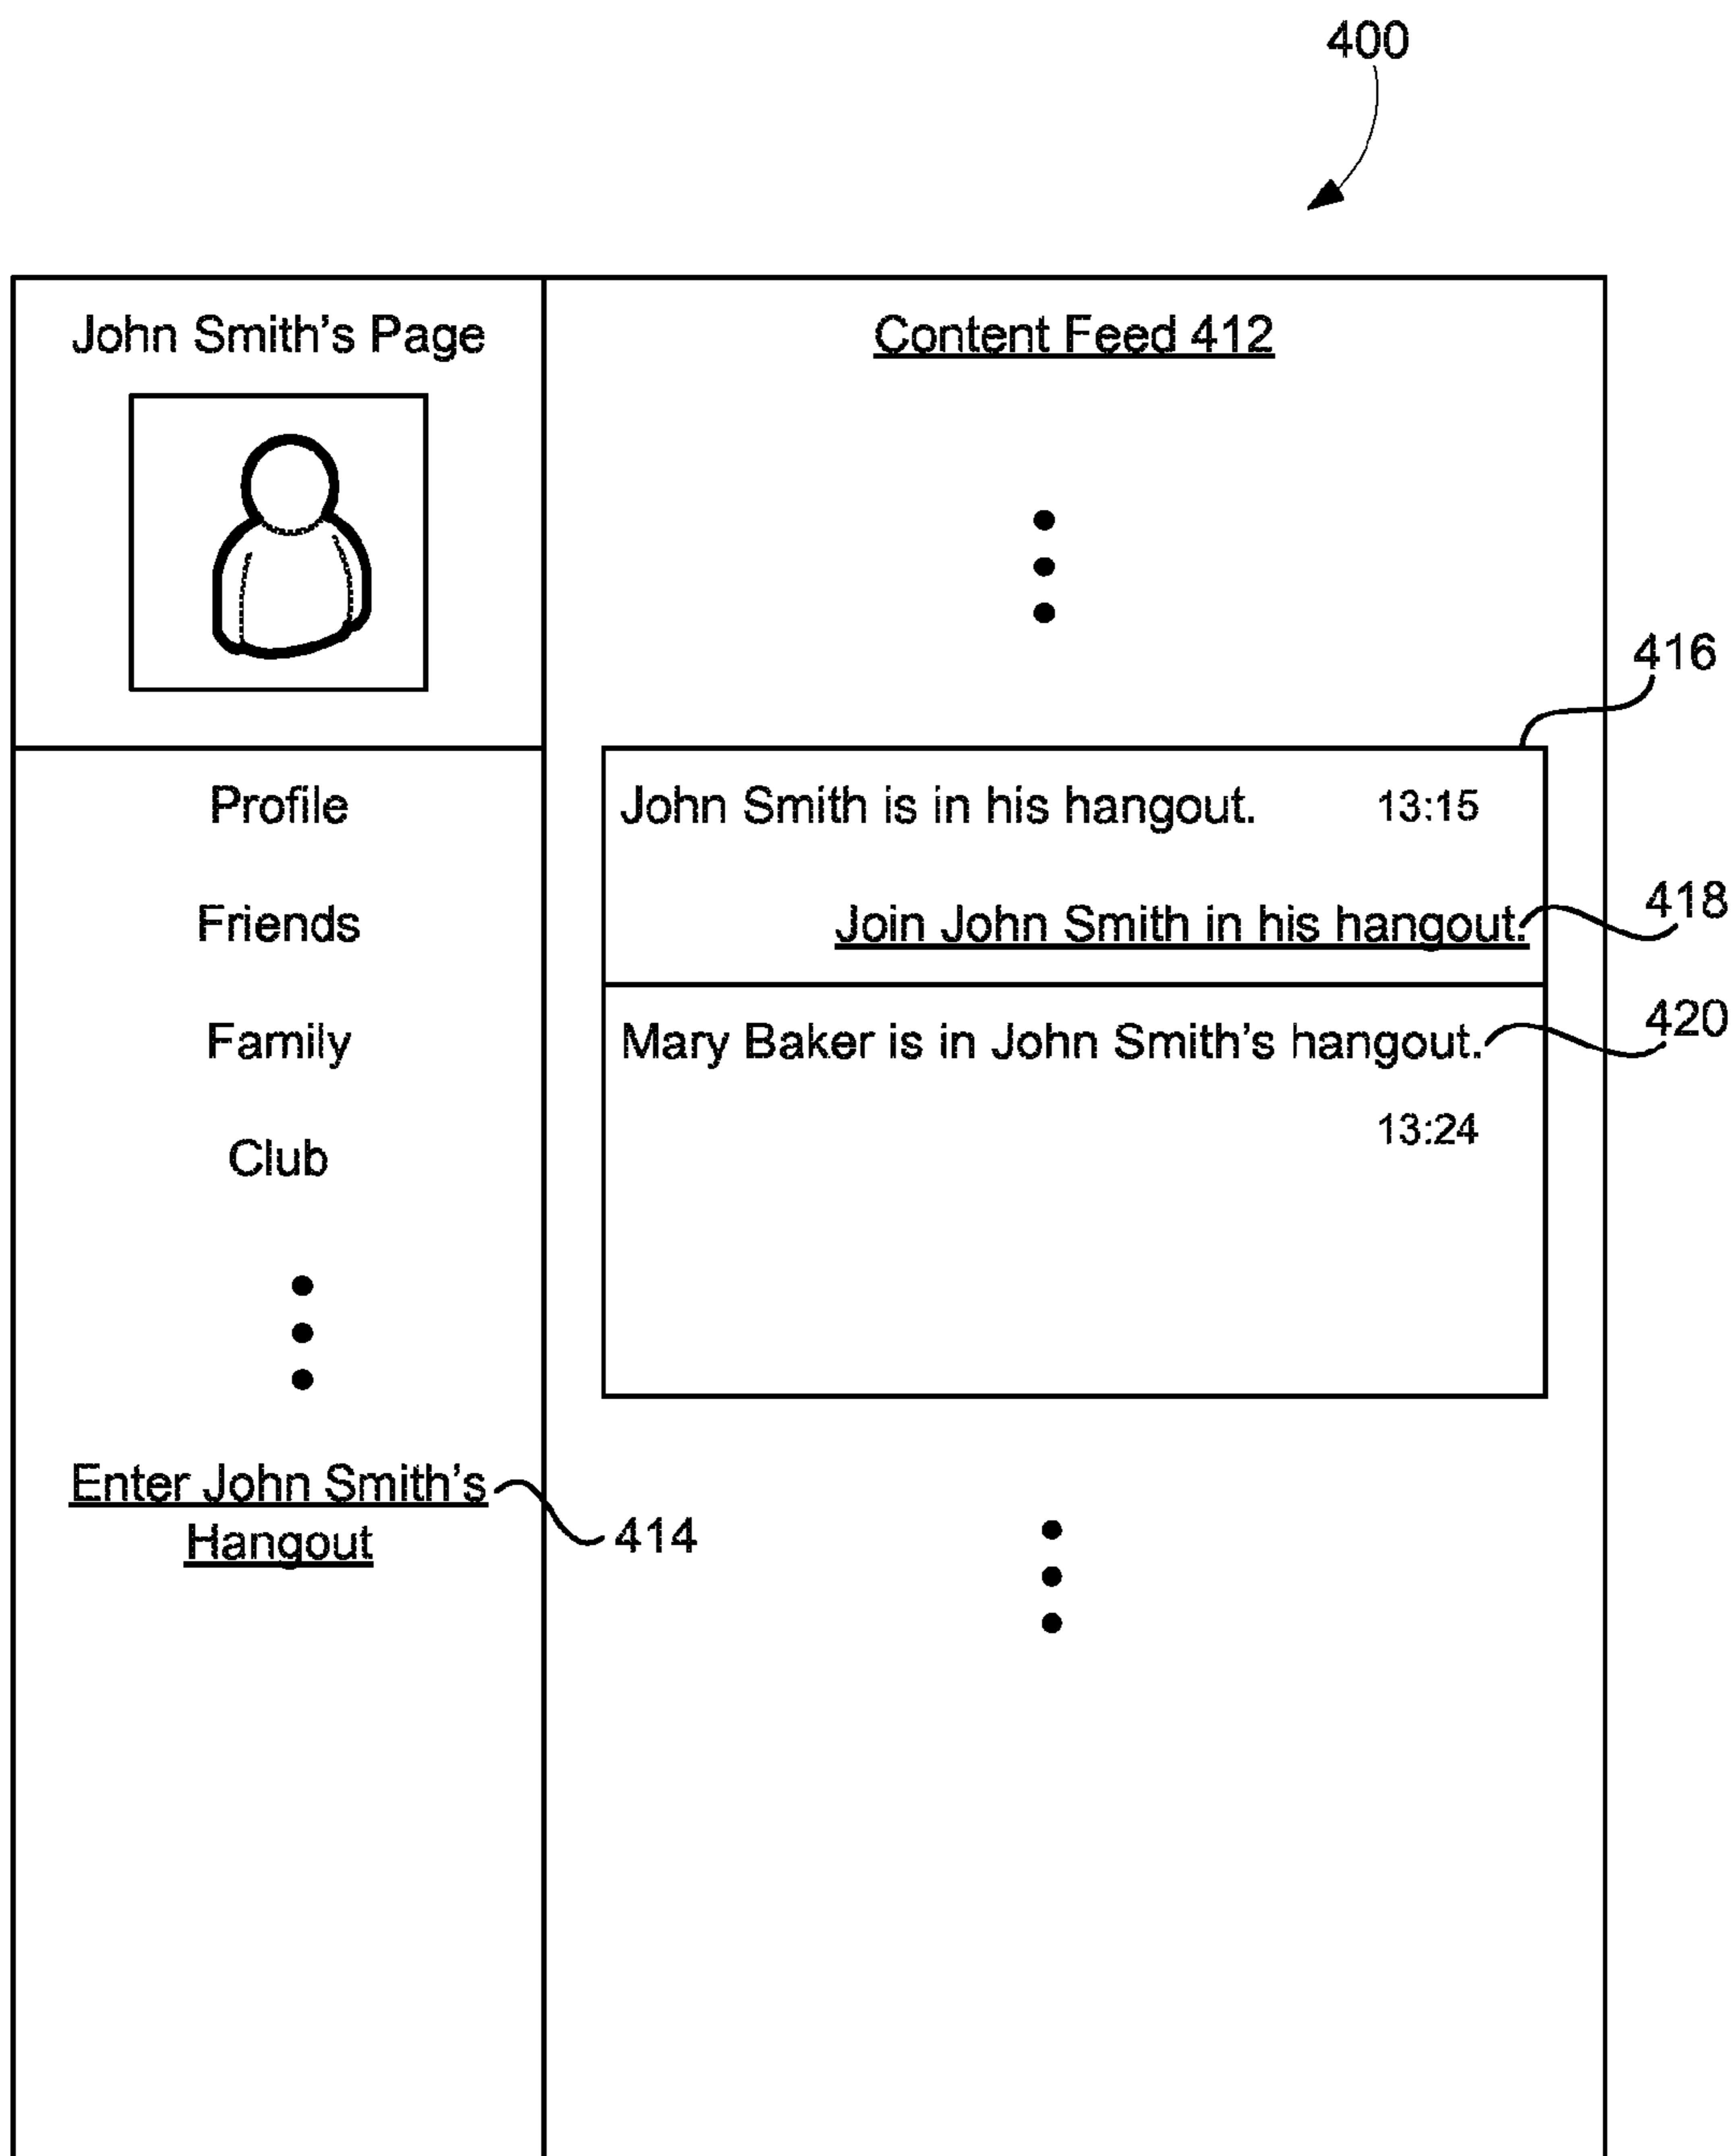 400
John Smith's Page
Content Feed 412
416
Profile
John Smith is in his hangout. 13:15
Friends
Join John Smith in his hangout. 418
Family
Mary Baker is in John Smith's hangout. 420
13:24
Club
Enter John Smith's
Hangout
414